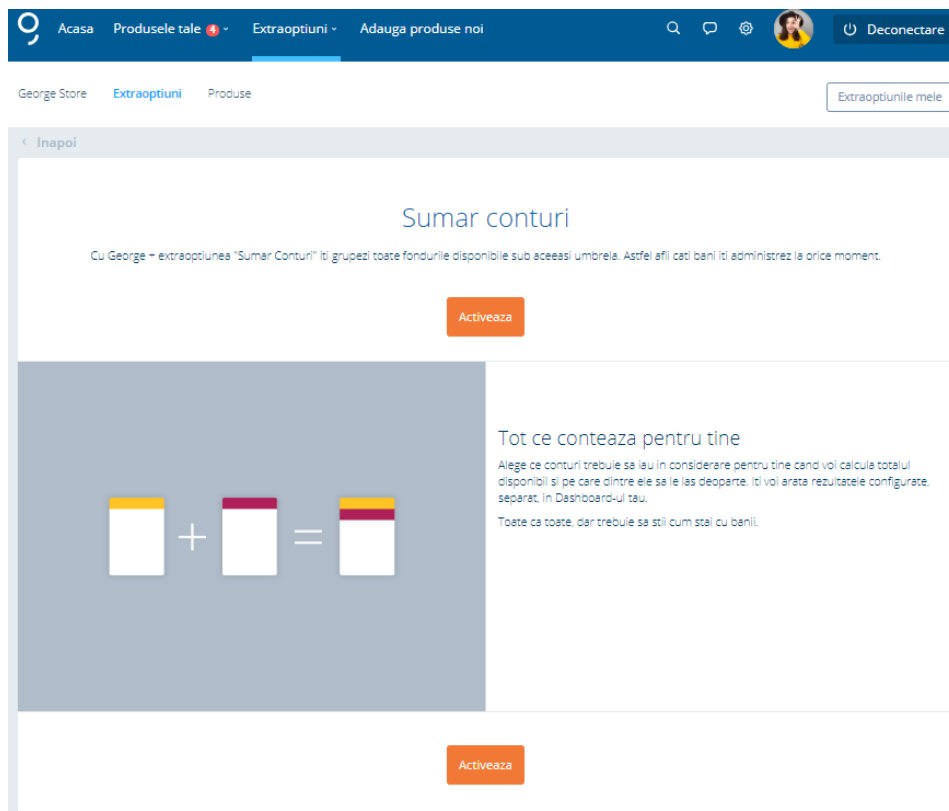 Acasa Produsele tale 4 Extraoptiuni Adauga produse noi Deconectare
George Store Extraoptiuni Produse Extraoptiunile mele
Inapoi
Sumar conturi
Cu George + extraoptiunea "Sumar Conturi" iti grupezi toate fondurile disponibile sub aceeasi umbrela. Astfel afli cati bani iti administrez la orice moment.
Activeaza
Tot ce conteaza pentru tine
Alege ce conturi trebuie sa iau in considerare pentru tine cand voi calcula totalul
disponibil si pe care dintre ele sa le las deoparte. Iti voi arata rezultatele configurate,
separat, in Dashboard-ul tau.
Toate ca toate, dar trebuie sa stii cum stai cu banii.
Activeaza